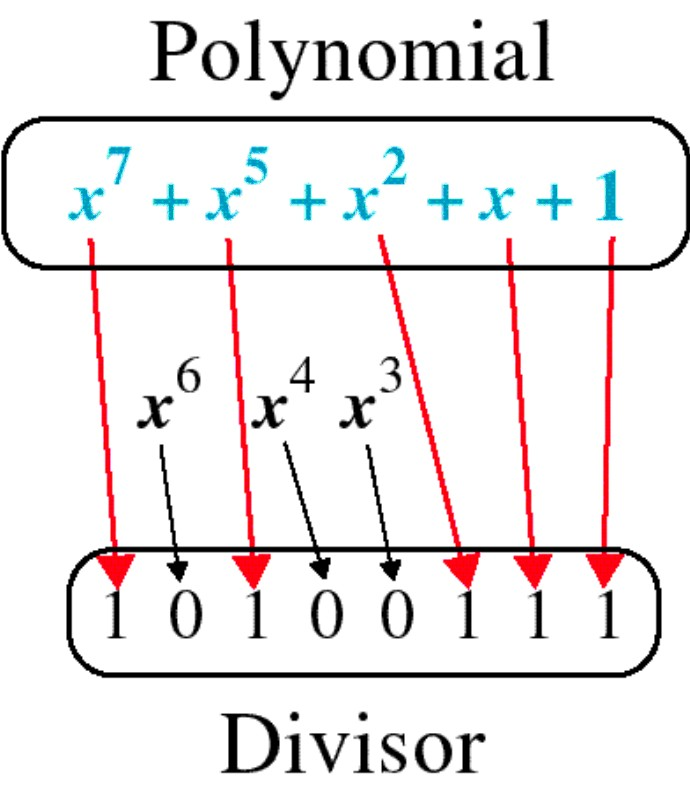 Polynomial
x⁷ + x⁵ + x² + x + 1
x⁶ x⁴ x³
1 0 1 0 0 1 1 1
Divisor